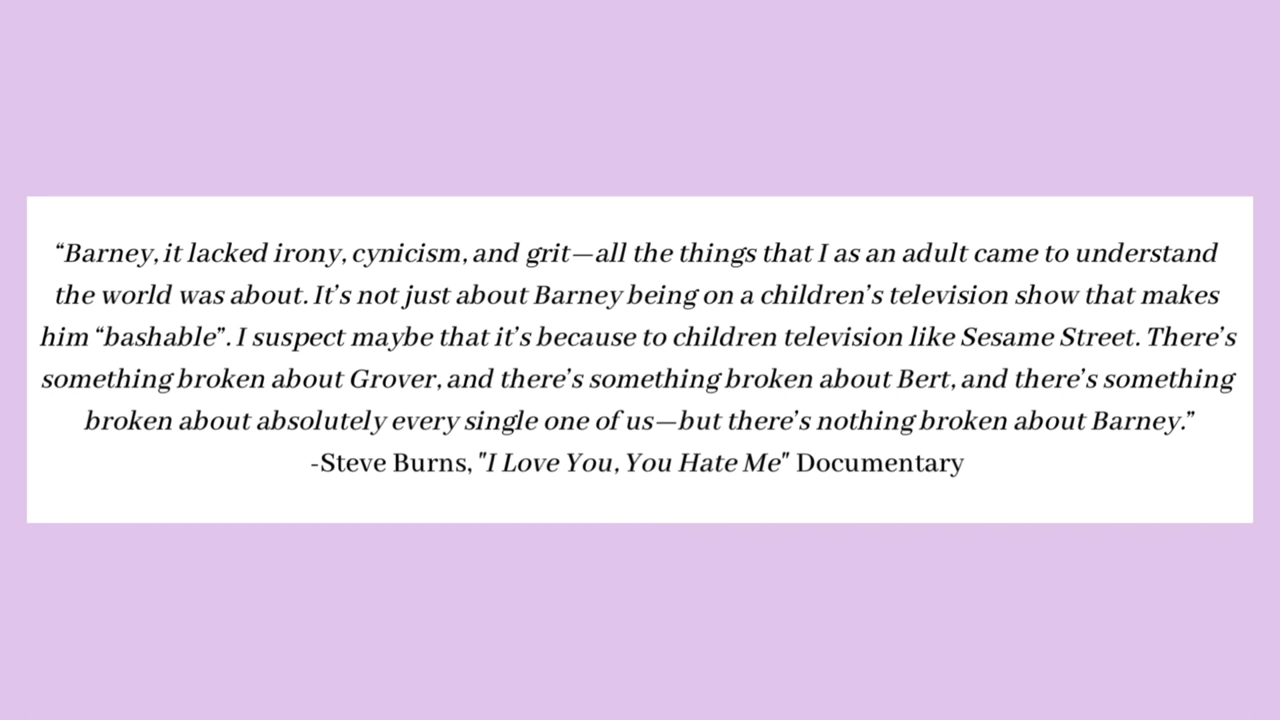 “Barney, it lacked irony, cynicism, and grit—all the things that I as an adult came to understand
the world was about. It’s not just about Barney being on a children’s television show that makes
him “bashable”. I suspect maybe that it’s because to children television like Sesame Street. There’s
something broken about Grover, and there’s something broken about Bert, and there’s something
broken about absolutely every single one of us—but there’s nothing broken about Barney.”
-Steve Burns, "I Love You, You Hate Me" Documentary